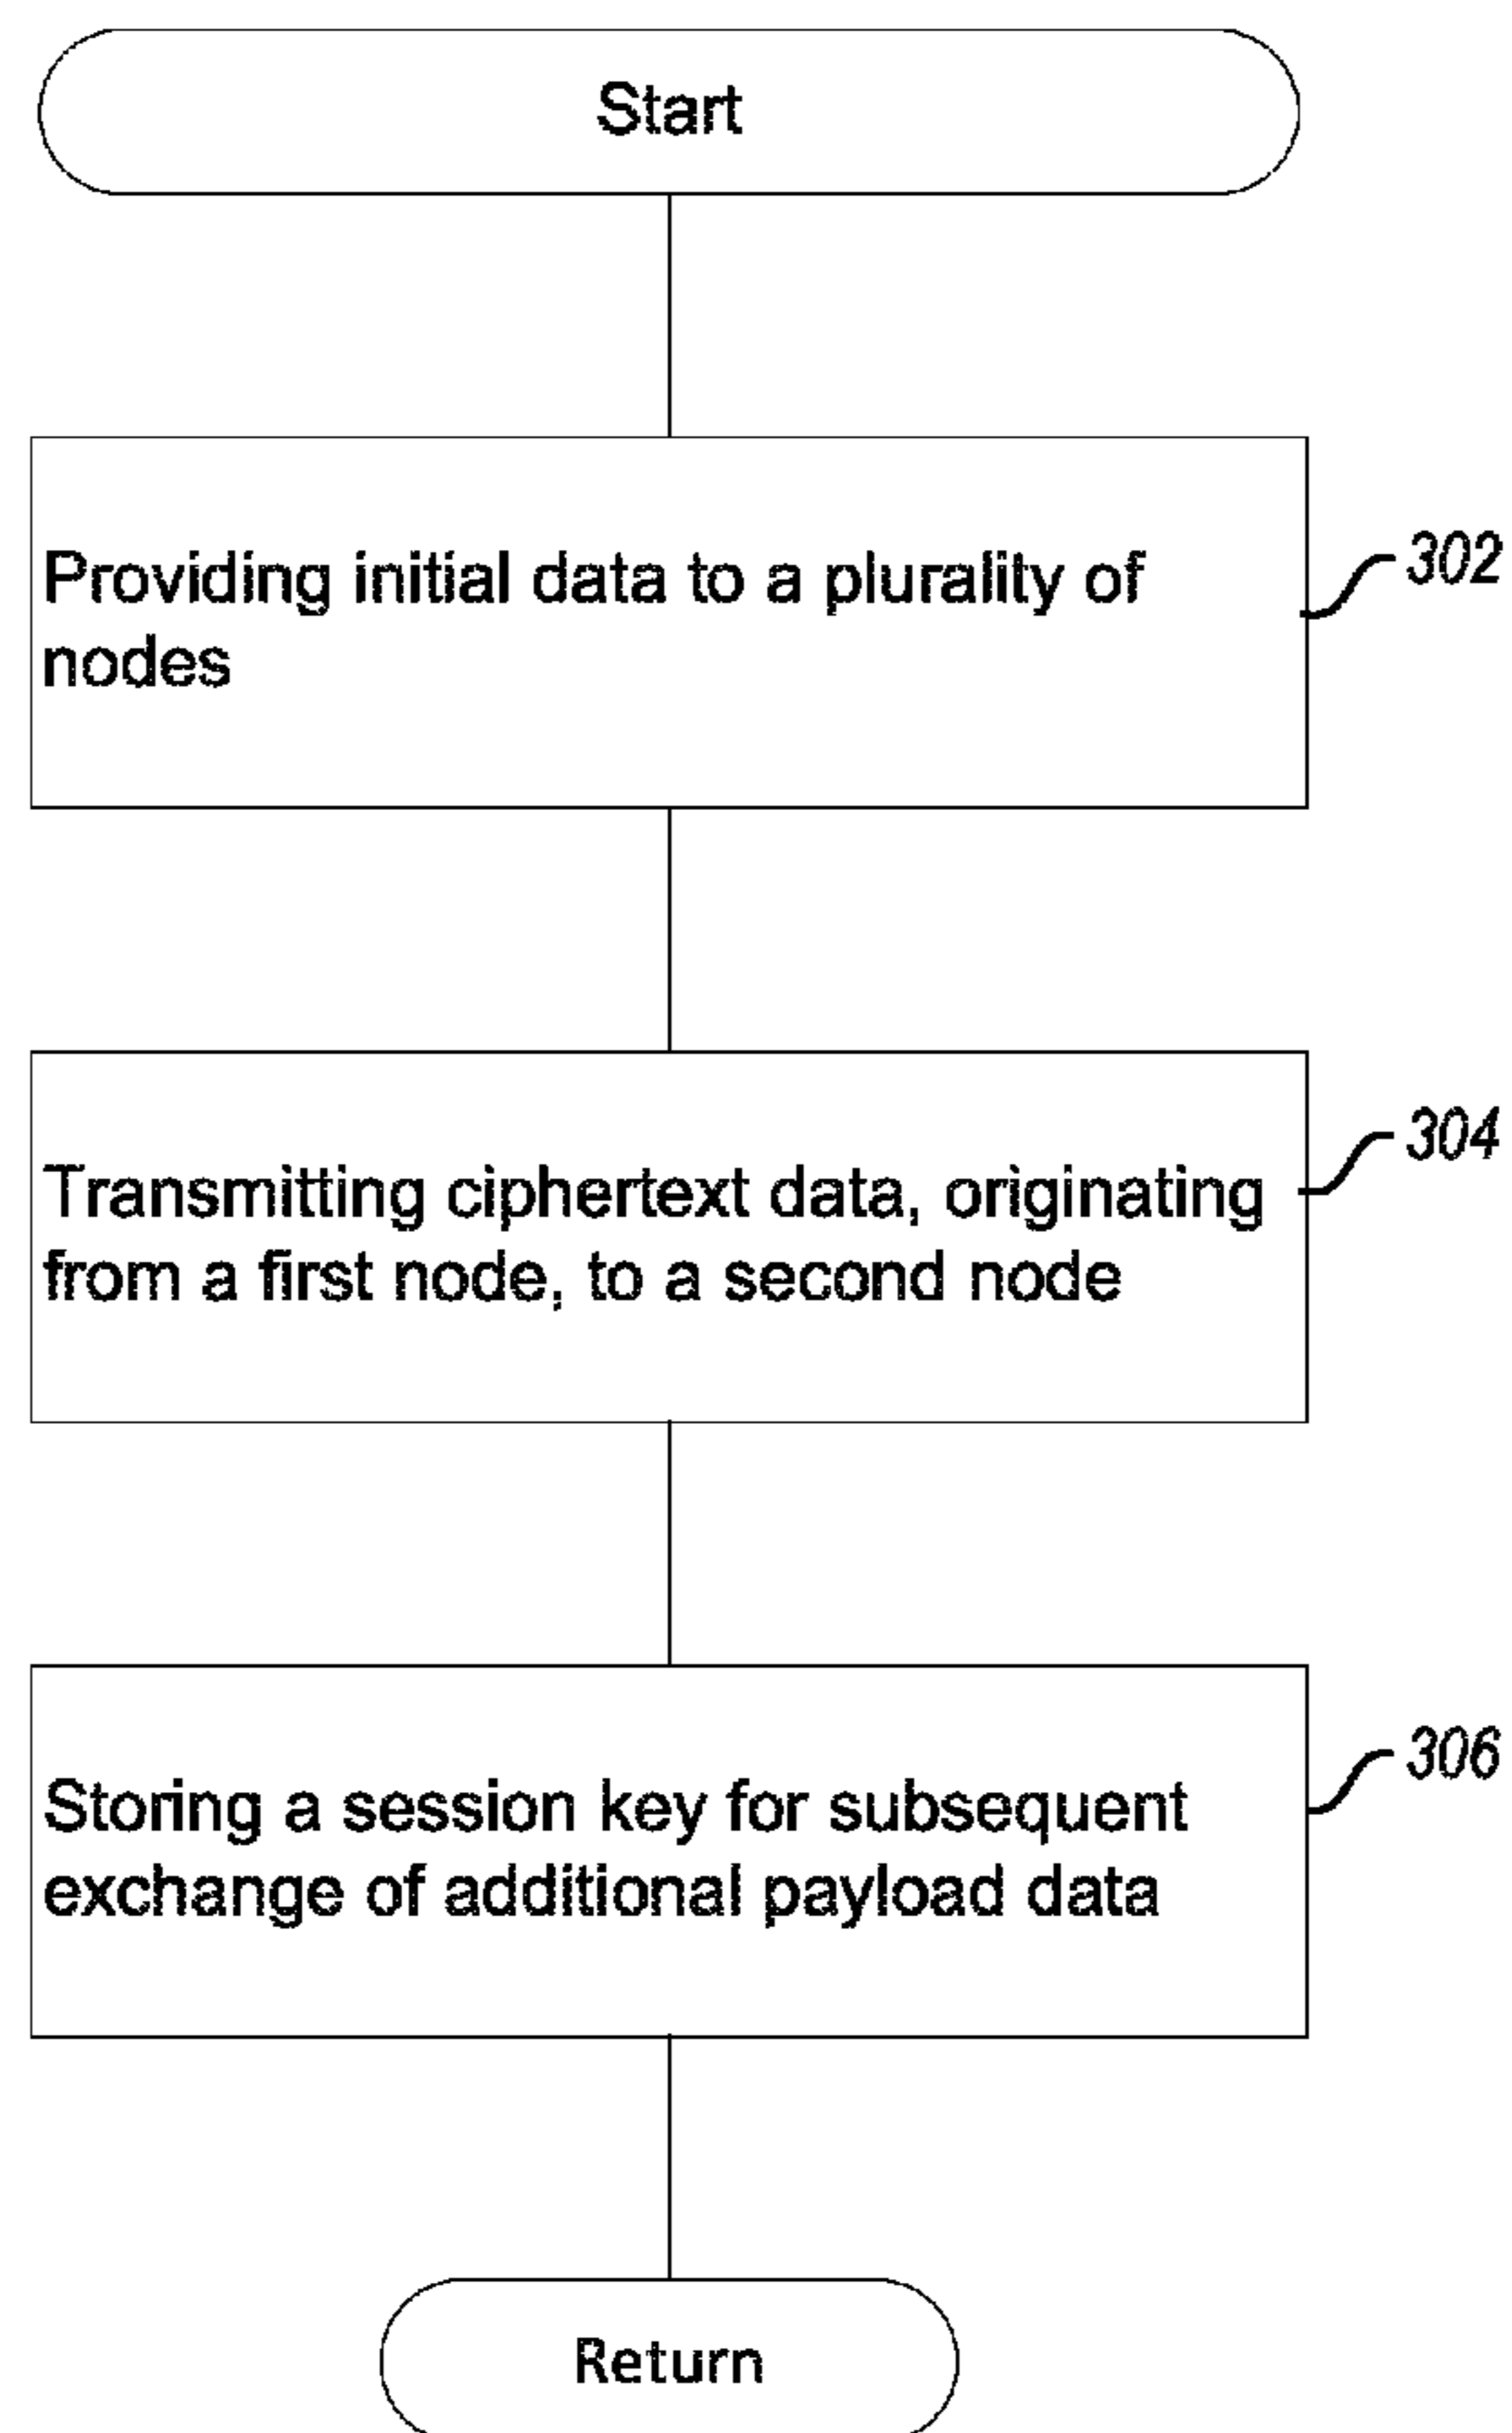 Start
Providing initial data to a plurality of
nodes
302
Transmitting ciphertext data, originating
from a first node, to a second node
304
Storing a session key for subsequent
exchange of additional payload data
306
Return